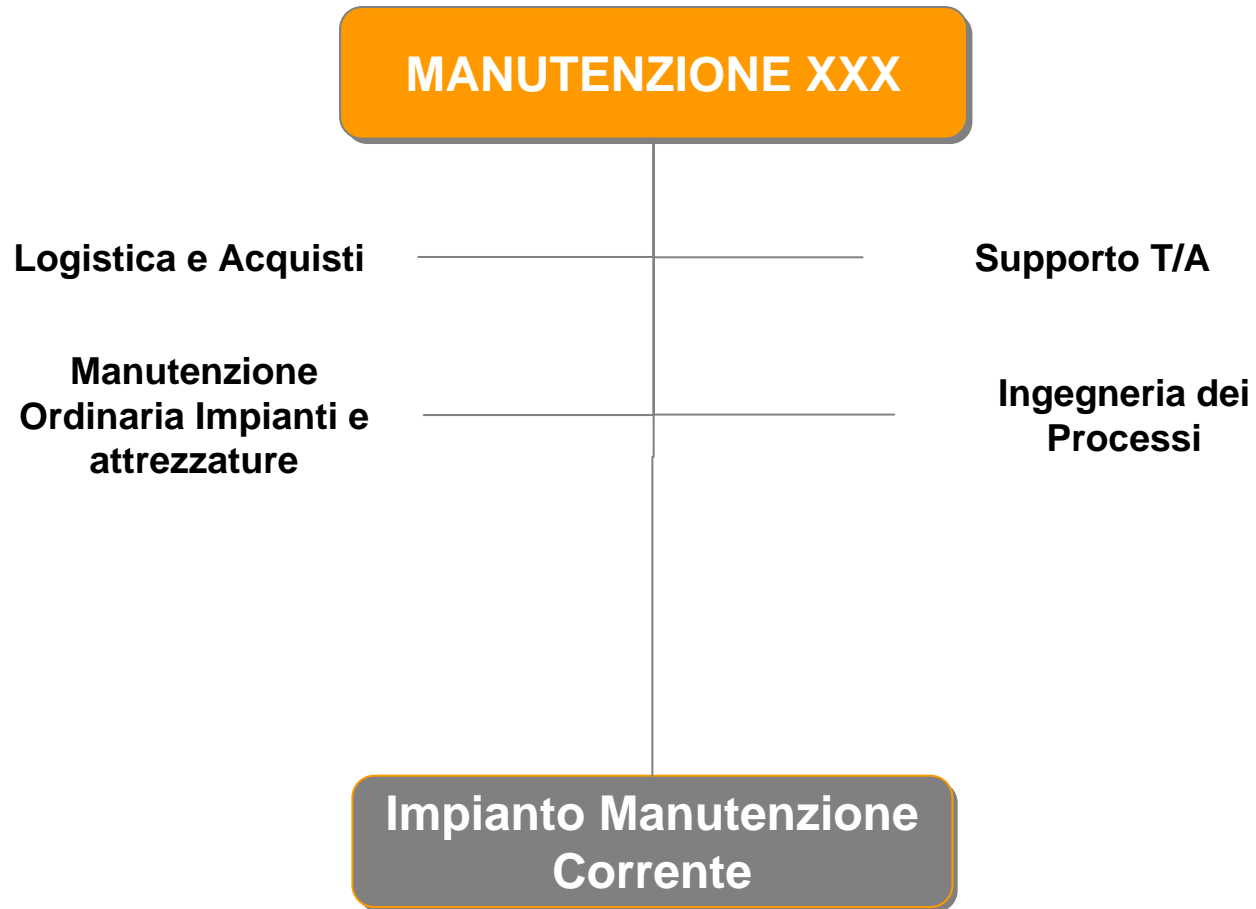 MANUTENZIONE XXX
Logistica e Acquisti
Supporto T/A
Manutenzione
Ordinaria Impianti e
attrezzature
Ingegneria dei
Processi
Impianto Manutenzione
Corrente